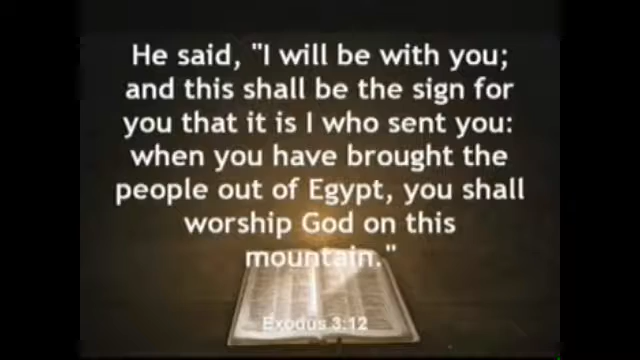 He said, "I will be with you;
and this shall be the sign for
you that it is I who sent you:
when you have brought the
people out of Egypt, you shall
worship God on this
mountain."
Exodus 3:12